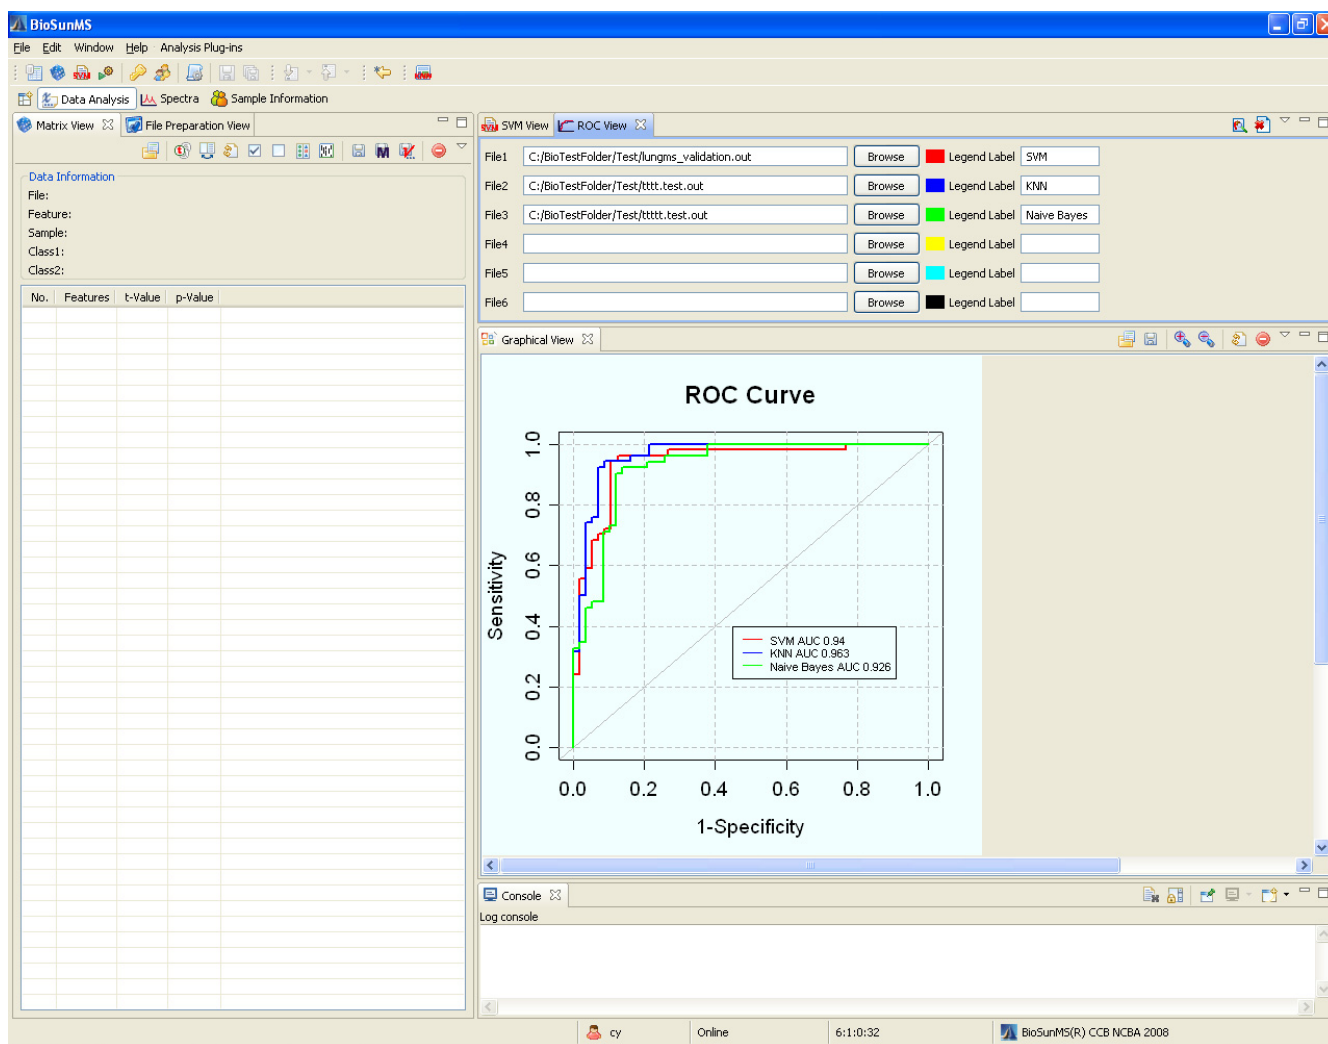 BioSunMS
File Edit Window Help Analysis Plug-ins
Data Analysis Spectra Sample Information
Matrix View File Preparation View
Data Information
File:
Feature:
Sample:
Class1:
Class2:
No. Features t-Value p-Value
SVM View ROC View
File1 C:/BioTestFolder/Test/lungms_validation.out Browse Legend Label SVM
File2 C:/BioTestFolder/Test/tttt.test.out Browse Legend Label KNN
File3 C:/BioTestFolder/Test/ttttt.test.out Browse Legend Label Naive Bayes
File4 Browse Legend Label
File5 Browse Legend Label
File6 Browse Legend Label
Graphical View
ROC Curve
Sensitivity
1.0
0.8
0.6
0.4
0.2
0.0
SVM AUC 0.94
KNN AUC 0.963
Naive Bayes AUC 0.926
0.0 0.2 0.4 0.6 0.8 1.0
1-Specificity
Console
Log console
cy Online 6:1:0:32 BioSunMS(R) CCB NCBA 2008